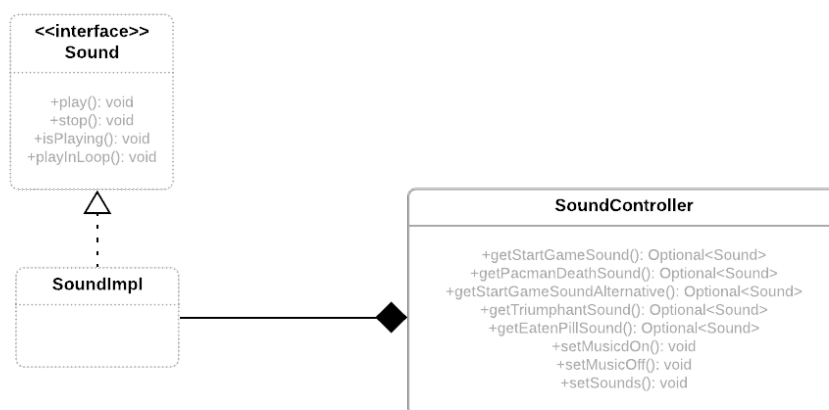 <<interface>>
Sound
+play(): void
+stop(): void
+isPlaying(): void
+playInLoop(): void
SoundImpl
SoundController
+getStartGameSound(): Optional<Sound>
+getPacmanDeathSound(): Optional<Sound>
+getStartGameSoundAlternative(): Optional<Sound>
+getTriumphantSound(): Optional<Sound>
+getEatenPillSound(): Optional<Sound>
+setMusicdOn(): void
+setMusicOff(): void
+setSounds(): void